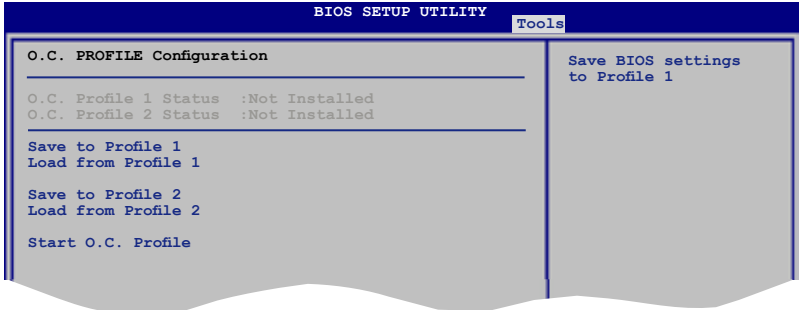 BIOS SETUP UTILITY
Tools
O.C. PROFILE Configuration
O.C. Profile 1 Status :Not Installed
O.C. Profile 2 Status :Not Installed
Save to Profile 1
Load from Profile 1
Save to Profile 2
Load from Profile 2
Start O.C. Profile
Save BIOS settings
to Profile 1